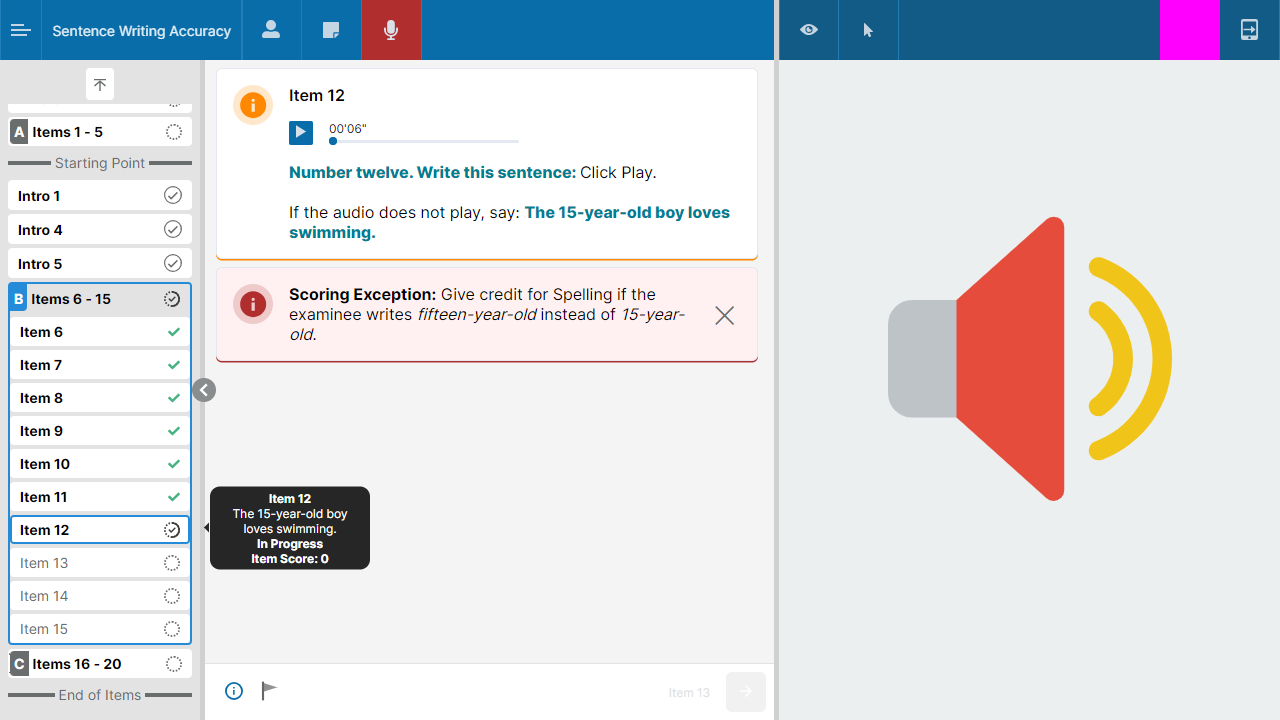 Sentence Writing Accuracy
A Items 1 - 5
Starting Point
Intro 1
Intro 4
Intro 5
B Items 6 - 15
Item 6
Item 7
Item 8
Item 9
Item 10
Item 11
Item 12
Item 13
Item 14
Item 15
C Items 16 - 20
End of Items
Item 12
00'06"
Number twelve. Write this sentence: Click Play.
If the audio does not play, say: The 15-year-old boy loves
swimming.
Scoring Exception: Give credit for Spelling if the
examinee writes fifteen-year-old instead of 15-year-
old.
Item 12
The 15-year-old boy
loves swimming.
In Progress
Item Score: 0
Item 13